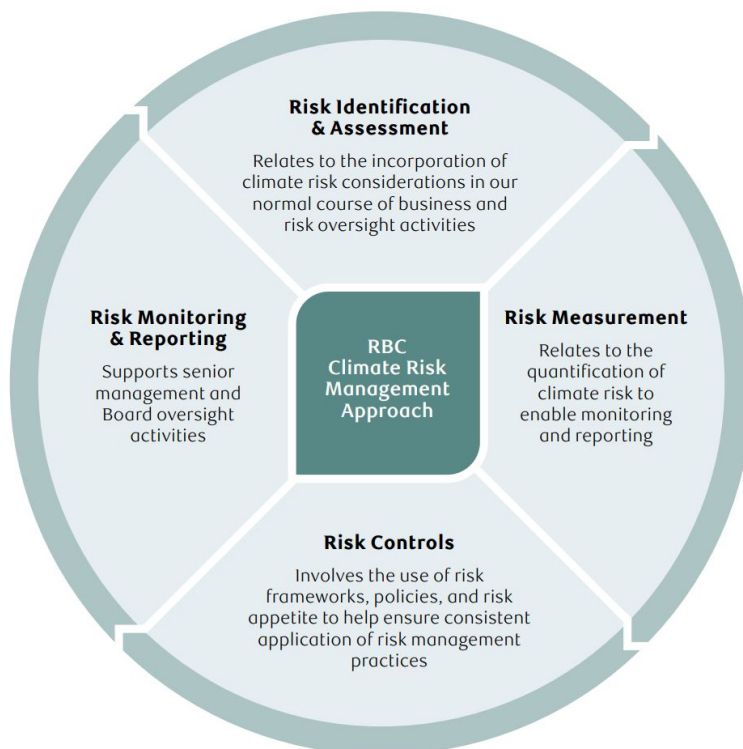 Risk Identification
& Assessment
Relates to the incorporation of
climate risk considerations in our
normal course of business and
risk oversight activities
Risk Monitoring
& Reporting
Supports senior
management and
Board oversight
activities
RBC
Climate Risk
Management
Approach
Risk Measurement
Relates to the
quantification of
climate risk to
enable monitoring
and reporting
Risk Controls
Involves the use of risk
frameworks, policies, and risk
appetite to help ensure consistent
application of risk management
practices